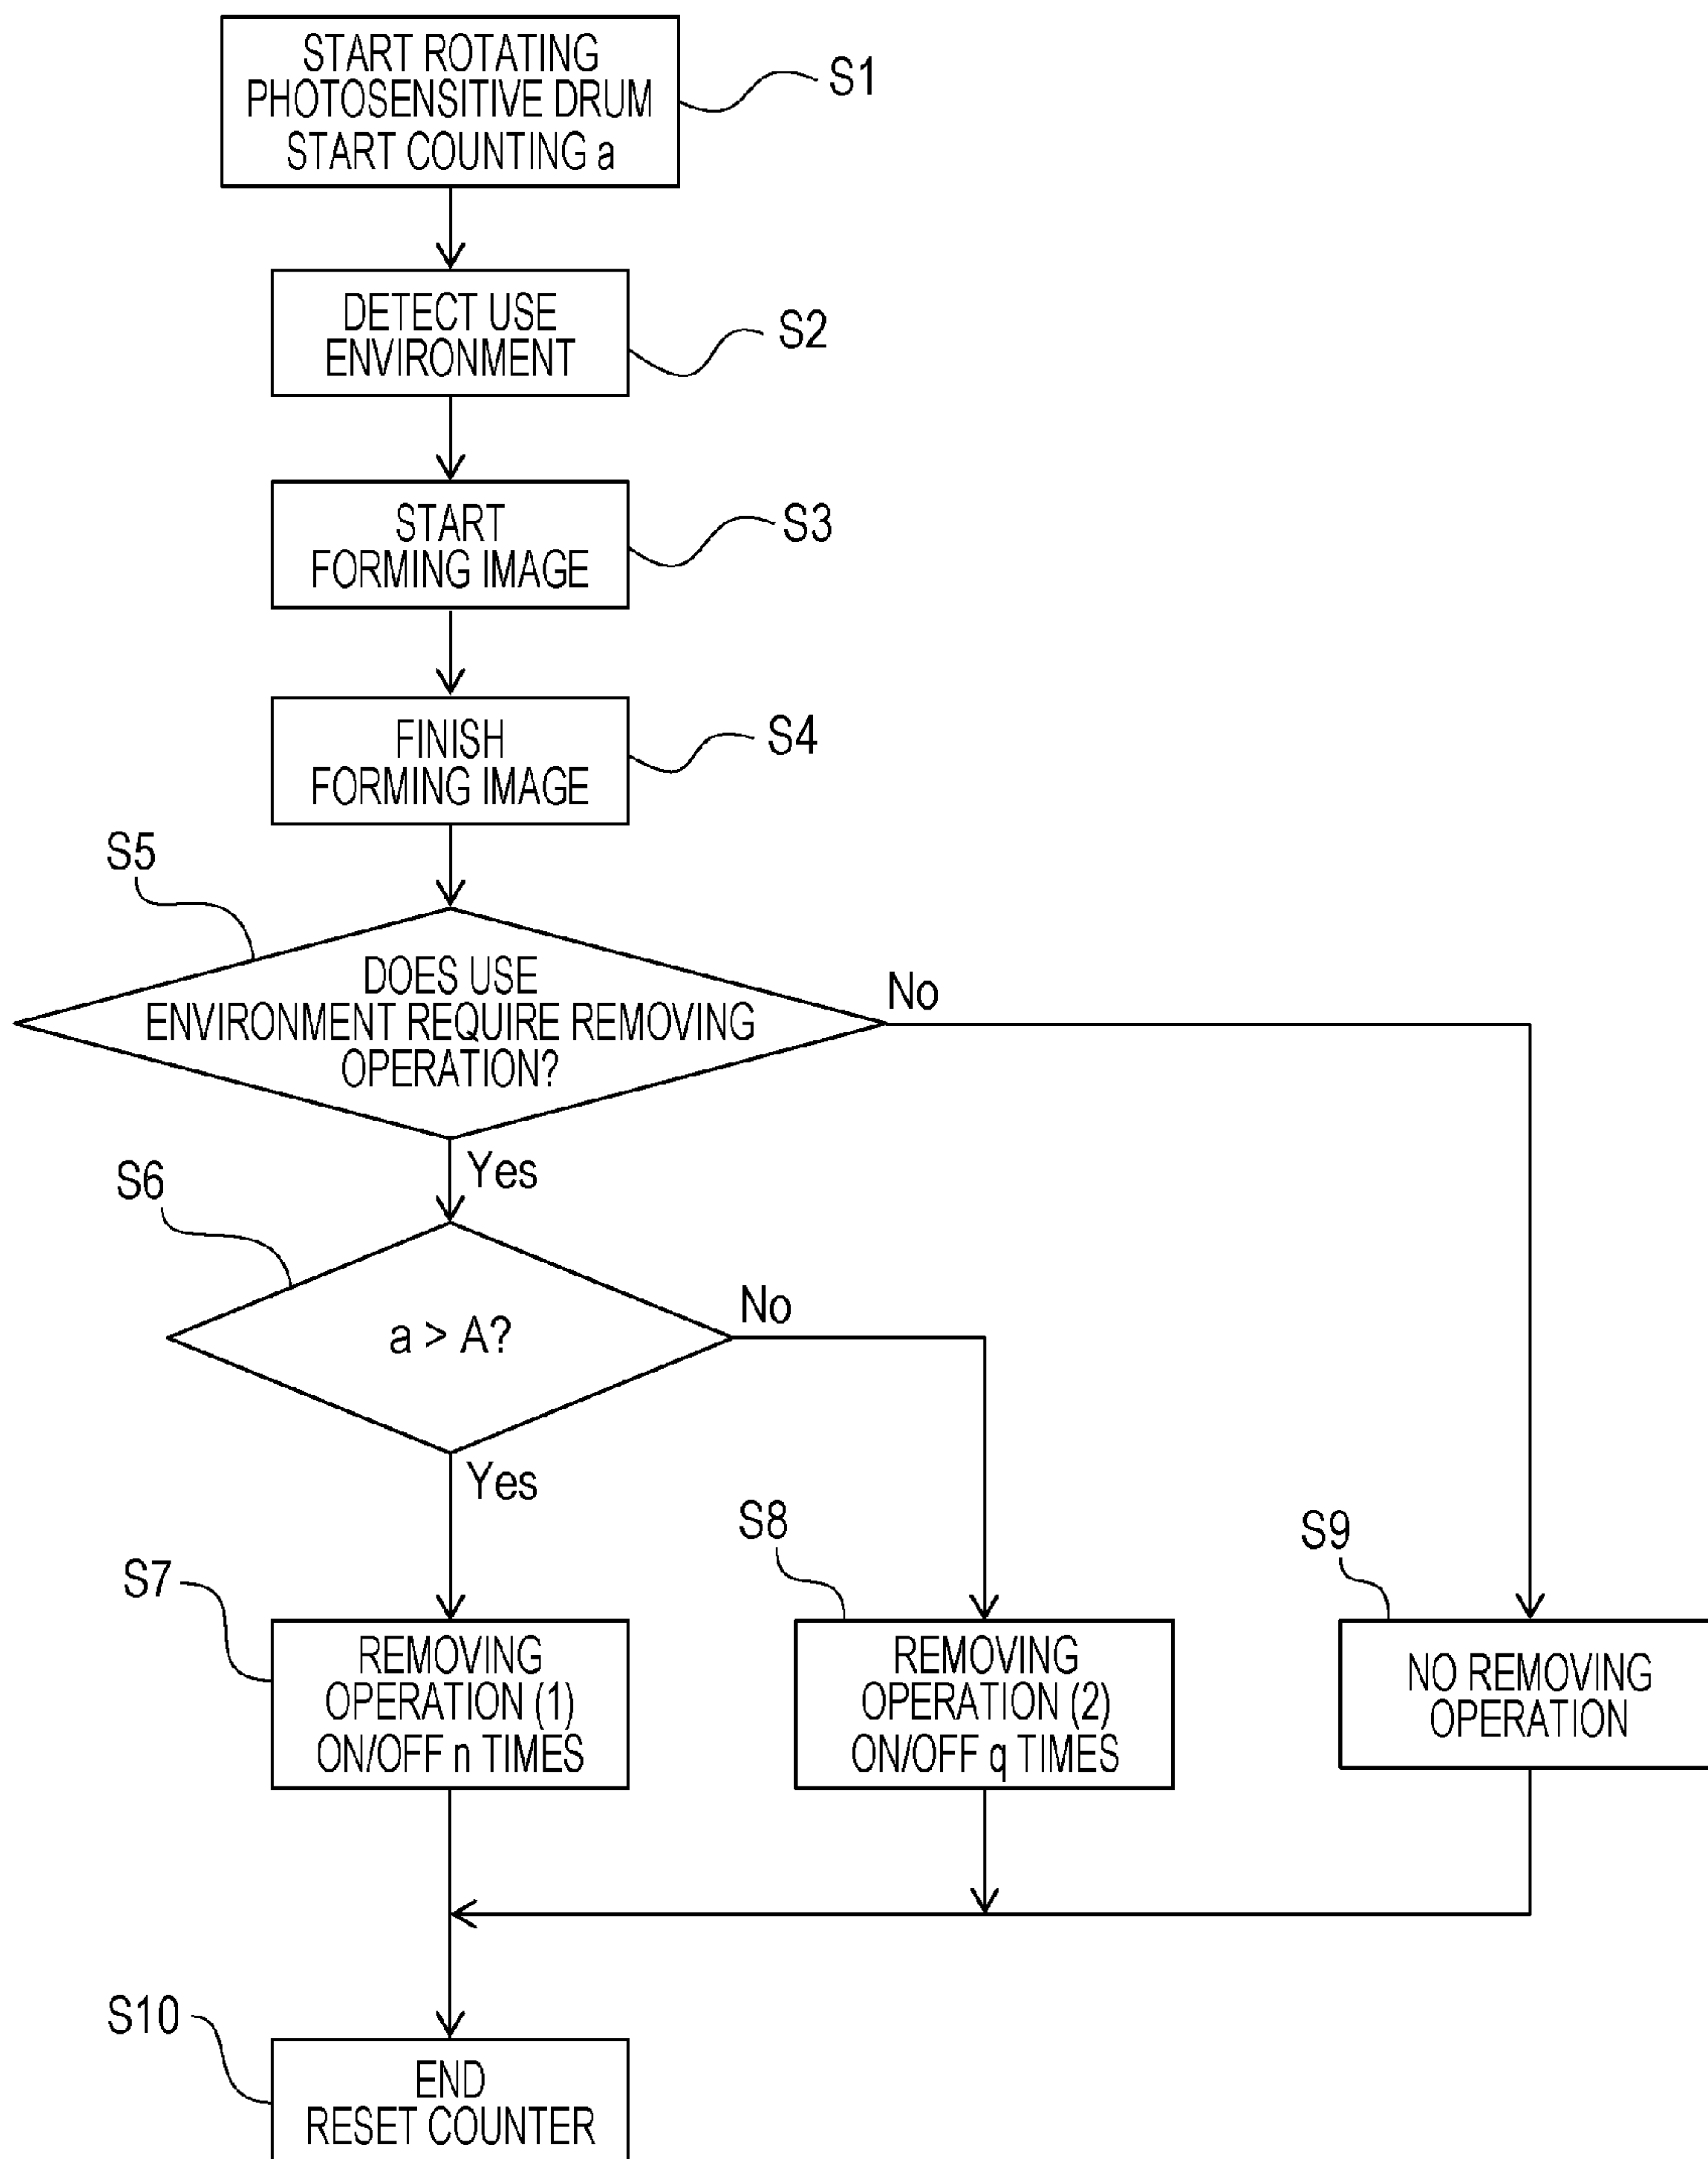 START ROTATING
PHOTOSENSITIVE DRUM
START COUNTING a
S1
DETECT USE
ENVIRONMENT
S2
START
FORMING IMAGE
S3
FINISH
FORMING IMAGE
S4
S5
DOES USE
ENVIRONMENT REQUIRE REMOVING
OPERATION?
No
Yes
S6
a > A?
No
Yes
S7
REMOVING
OPERATION (1)
ON/OFF n TIMES
S8
REMOVING
OPERATION (2)
ON/OFF q TIMES
S9
NO REMOVING
OPERATION
S10
END
RESET COUNTER